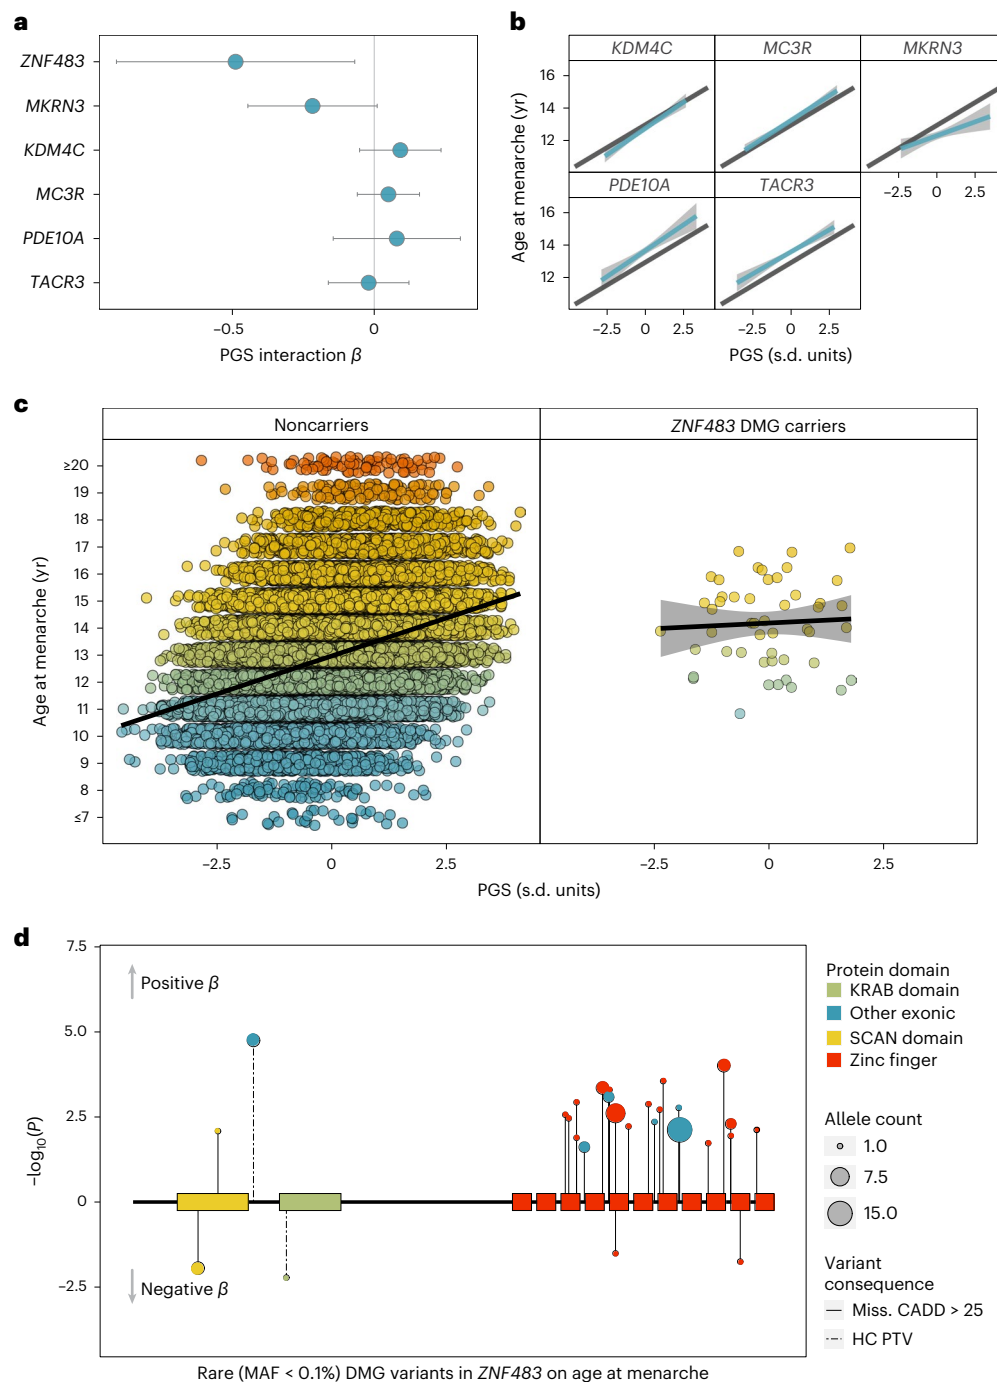 a
ZNF483
MKRN3
KDM4C
MC3R
PDE10A
TACR3
−0.5
0
PGS interaction β
b
KDM4C
MC3R
MKRN3
PDE10A
TACR3
Age at menarche (yr)
16
14
12
16
14
12
−2.5
0
2.5
−2.5
0
2.5
−2.5
0
2.5
PGS (s.d. units)
c
Noncarriers
ZNF483 DMG carriers
Age at menarche (yr)
≥20
19
18
17
16
15
14
13
12
11
10
9
8
≤7
−2.5
0
2.5
−2.5
0
2.5
PGS (s.d. units)
d
−log10(P)
7.5
5.0
2.5
0
−2.5
Positive β
Negative β
Rare (MAF < 0.1%) DMG variants in ZNF483 on age at menarche
Protein domain
KRAB domain
Other exonic
SCAN domain
Zinc finger
Allele count
1.0
7.5
15.0
Variant
consequence
Miss. CADD > 25
HC PTV